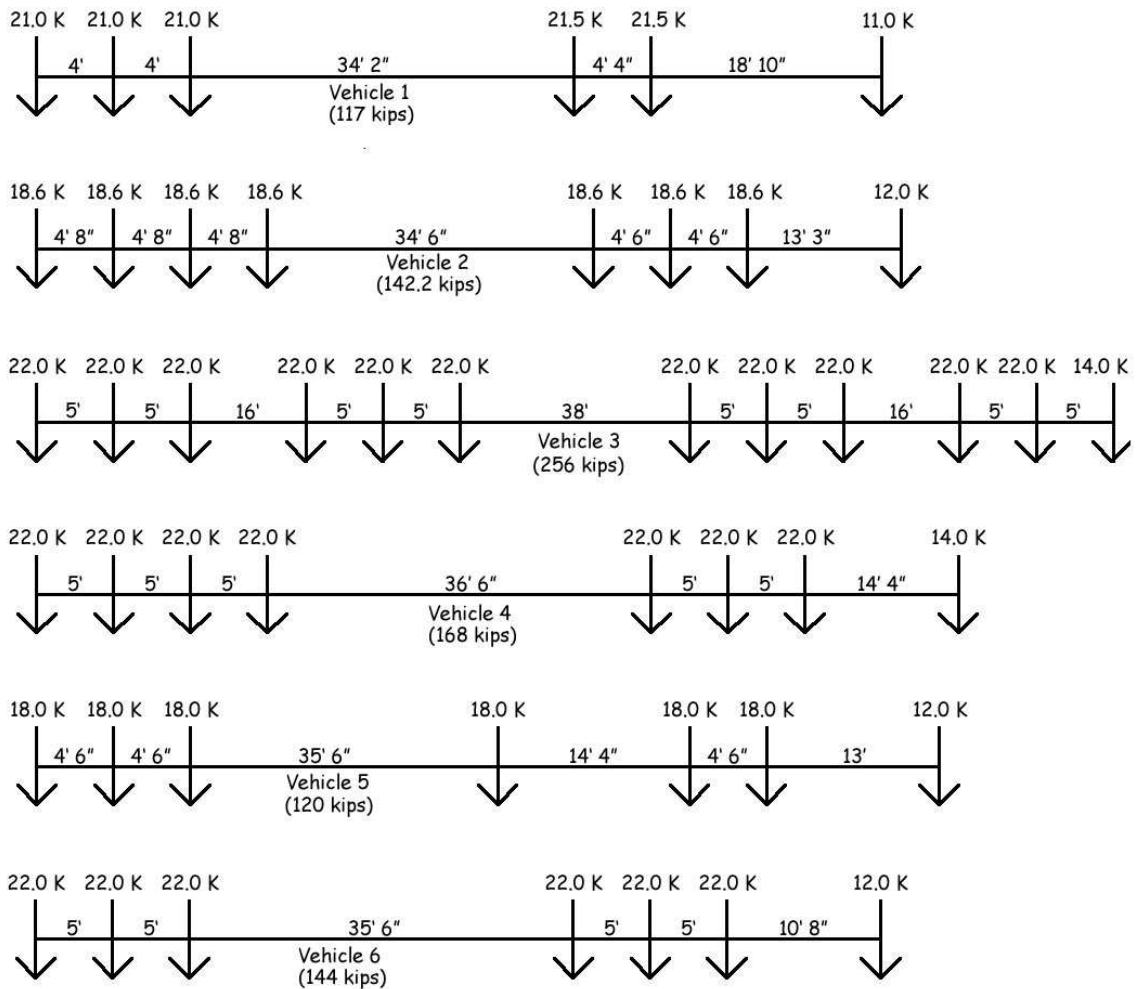 21.0 K 21.0 K 21.0 K 21.5 K 21.5 K 11.0 K
4' 4' 34' 2" 4' 4" 18' 10"
Vehicle 1
(117 kips)
18.6 K 18.6 K 18.6 K 18.6 K 18.6 K 18.6 K 18.6 K 12.0 K
4' 8" 4' 8" 4' 8" 34' 6" 4' 6" 4' 6" 13' 3"
Vehicle 2
(142.2 kips)
22.0 K 22.0 K 22.0 K 22.0 K 22.0 K 22.0 K 22.0 K 22.0 K 22.0 K 22.0 K 22.0 K 14.0 K
5' 5' 16' 5' 5' 38' 5' 5' 16' 5' 5'
Vehicle 3
(256 kips)
22.0 K 22.0 K 22.0 K 22.0 K 22.0 K 22.0 K 22.0 K 14.0 K
5' 5' 5' 36' 6" 5' 5' 14' 4"
Vehicle 4
(168 kips)
18.0 K 18.0 K 18.0 K 18.0 K 18.0 K 18.0 K 12.0 K
4' 6" 4' 6" 35' 6" 14' 4" 4' 6" 13'
Vehicle 5
(120 kips)
22.0 K 22.0 K 22.0 K 22.0 K 22.0 K 22.0 K 12.0 K
5' 5' 35' 6" 5' 5' 10' 8"
Vehicle 6
(144 kips)